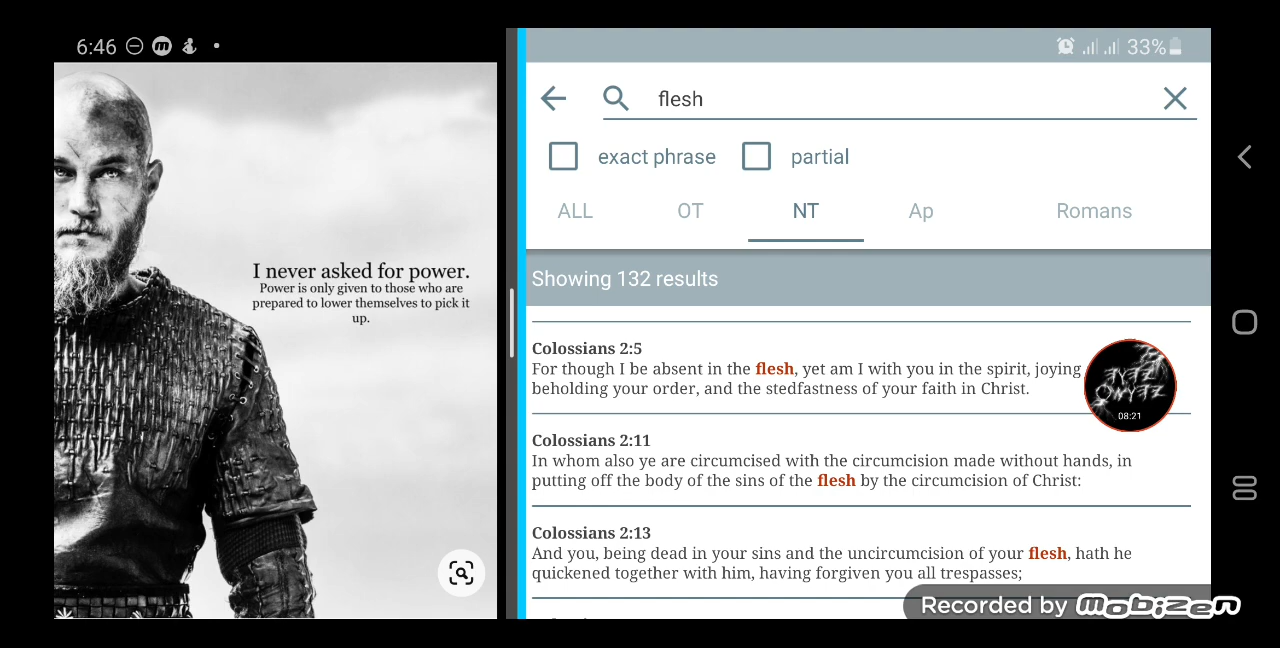 6:46
33%
I never asked for power.
Power is only given to those who are
prepared to lower themselves to pick it
up.
flesh
exact phrase
partial
ALL OT NT Ap Romans
Showing 132 results
Colossians 2:5
For though I be absent in the flesh, yet am I with you in the spirit, joying
beholding your order, and the stedfastness of your faith in Christ.
08:21
Colossians 2:11
In whom also ye are circumcised with the circumcision made without hands, in
putting off the body of the sins of the flesh by the circumcision of Christ:
Colossians 2:13
And you, being dead in your sins and the uncircumcision of your flesh, hath he
quickened together with him, having forgiven you all trespasses;
Recorded by MOBIZEN